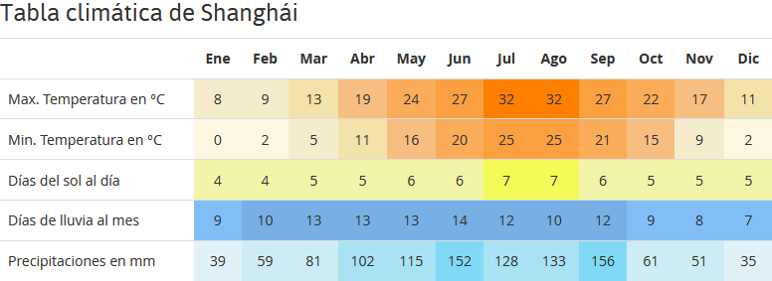 Tabla climática de Shanghái
Ene Feb Mar Abr May Jun Jul Ago Sep Oct Nov Dic
Max. Temperatura en ºC 8 9 13 19 24 27 32 32 27 22 17 11
Min. Temperatura en ºC 0 2 5 11 16 20 25 25 21 15 9 2
Días del sol al día 4 4 5 5 6 6 7 7 6 5 5 5
Días de lluvia al mes 9 10 13 13 13 14 12 10 12 9 8 7
Precipitaciones en mm 39 59 81 102 115 152 128 133 156 61 51 35